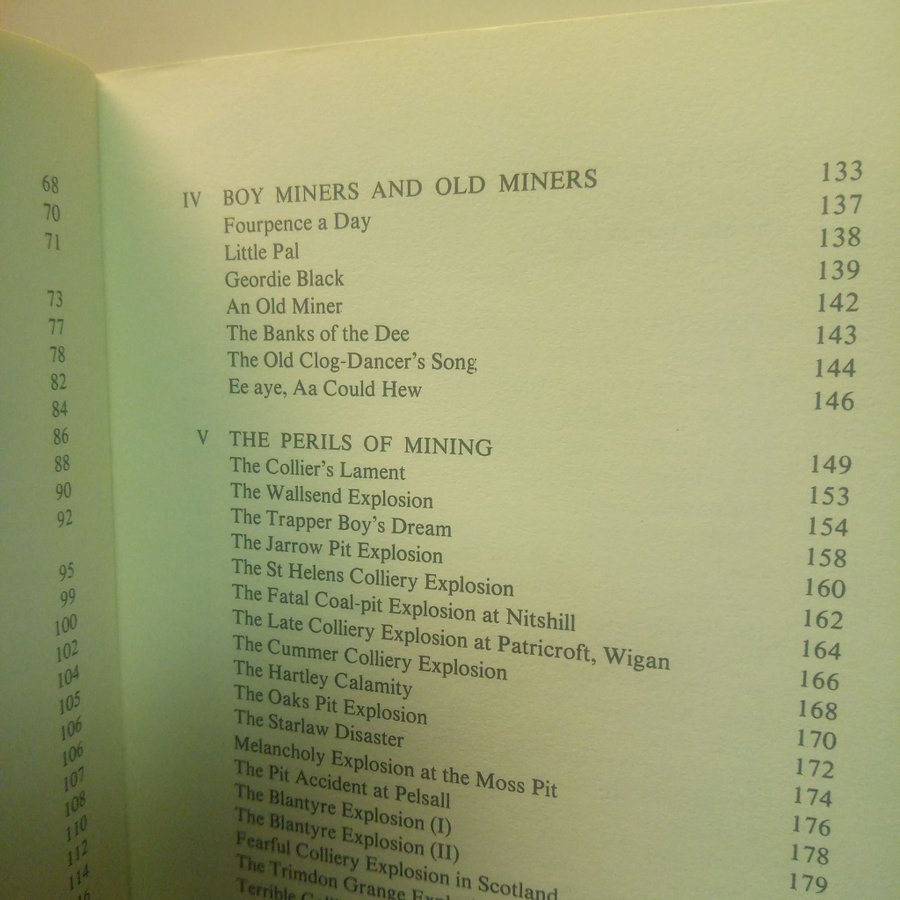 68
70
71
73
77
78
82
84
86
88
90
92
95
99
100
102
104
105
106
106
107
108
110
112
114
IV BOY MINERS AND OLD MINERS 133
Fourpence a Day 137
Little Pal 138
Geordie Black 139
An Old Miner 142
The Banks of the Dee 143
The Old Clog-Dancer's Song 144
Ee aye, Aa Could Hew 146
V THE PERILS OF MINING 149
The Collier's Lament 153
The Wallsend Explosion 154
The Trapper Boy's Dream 158
The Jarrow Pit Explosion 160
The St Helens Colliery Explosion 162
The Fatal Coal-pit Explosion at Nitshill 164
The Late Colliery Explosion at Patricroft, Wigan 166
The Cummer Colliery Explosion 168
The Hartley Calamity 170
The Oaks Pit Explosion 172
The Starlaw Disaster 174
Melancholy Explosion at the Moss Pit 176
The Pit Accident at Pelsall 178
The Blantyre Explosion (I) 179
The Blantyre Explosion (II)
Fearful Colliery Explosion in Scotland
The Trimdon Grange
Terrible